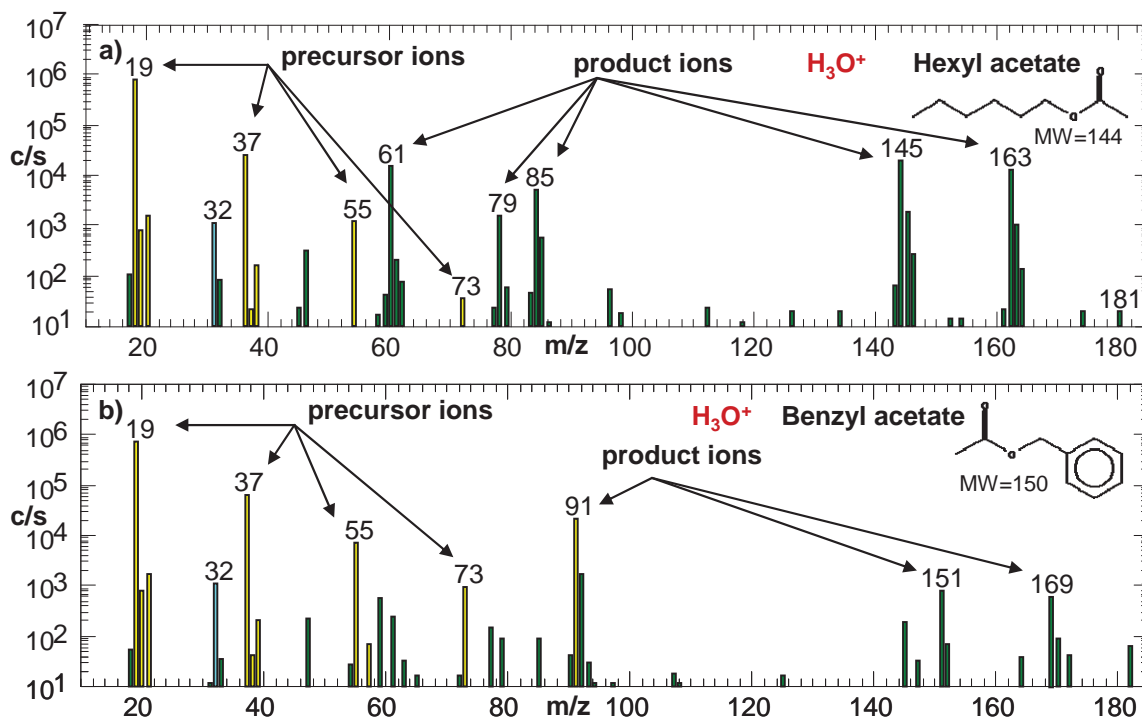 10⁷
a)
precursor ions
product ions
H₃O⁺
Hexyl acetate
19
10⁶
MW=144
10⁵
37
145
163
c/s
61
10⁴
85
79
32
55
10³
10²
73
181
10¹
20 40 60 80 100 120 140 160 180
m/z
10⁷
b)
precursor ions
H₃O⁺
Benzyl acetate
19
10⁶
product ions
MW=150
37
10⁵
91
c/s
55
10⁴
32
73
151
169
10³
10²
10¹
20 40 60 80 100 120 140 160 180
m/z